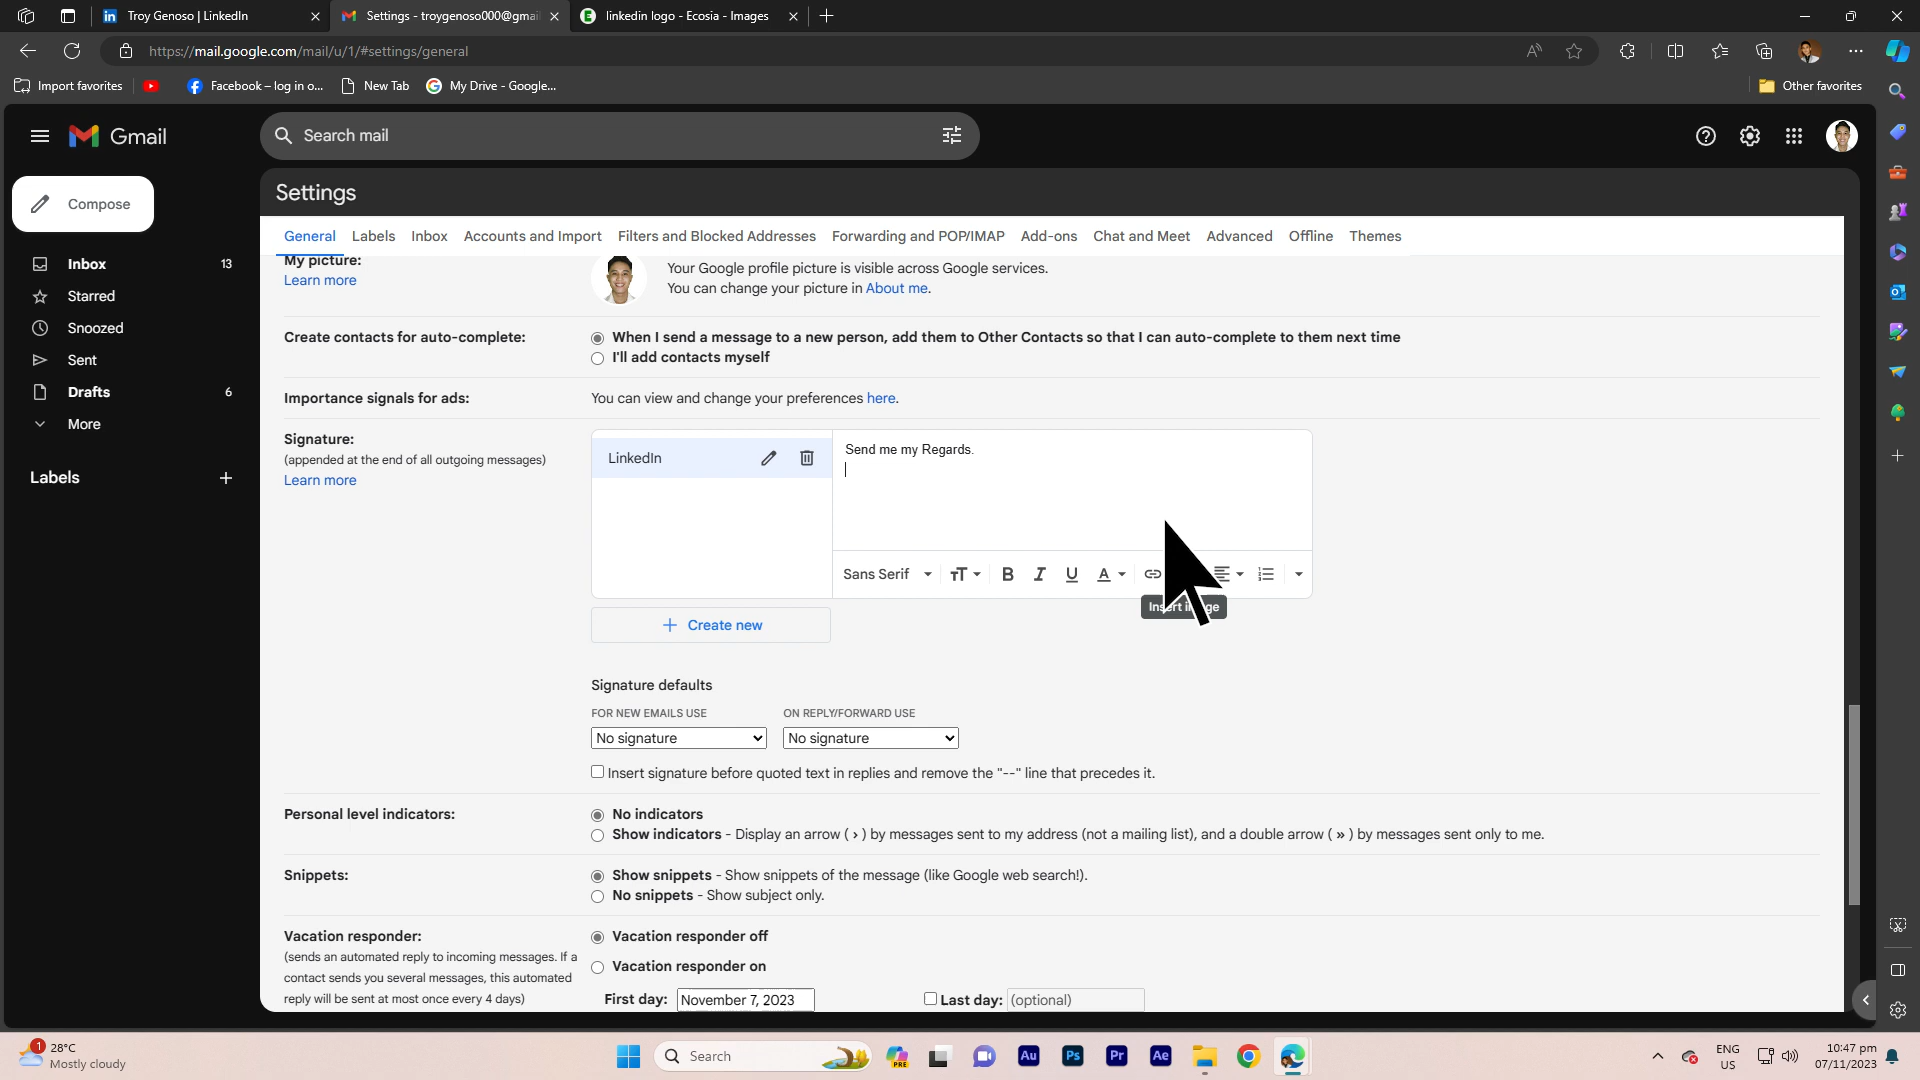 Troy Genoso | LinkedIn
Settings - troygenoso000@gmai
linkedin logo - Ecosia - Images
https://mail.google.com/mail/u/1/#settings/general
Import favorites
Facebook – log in o...
New Tab
My Drive - Google...
Other favorites
Gmail
Search mail
Compose
Settings
General Labels Inbox Accounts and Import Filters and Blocked Addresses Forwarding and POP/IMAP Add-ons Chat and Meet Advanced Offline Themes
Inbox 13
Starred
Snoozed
Sent
Drafts 6
More
Labels
My picture:
Learn more
Your Google profile picture is visible across Google services.
You can change your picture in About me.
Create contacts for auto-complete:
When I send a message to a new person, add them to Other Contacts so that I can auto-complete to them next time
I'll add contacts myself
Importance signals for ads:
You can view and change your preferences here.
Signature:
(appended at the end of all outgoing messages)
Learn more
LinkedIn
Send me my Regards.
Sans Serif
Create new
Signature defaults
FOR NEW EMAILS USE
ON REPLY/FORWARD USE
No signature
No signature
Insert signature before quoted text in replies and remove the "--" line that precedes it.
Personal level indicators:
No indicators
Show indicators - Display an arrow ( › ) by messages sent to my address (not a mailing list), and a double arrow ( » ) by messages sent only to me.
Snippets:
Show snippets - Show snippets of the message (like Google web search!).
No snippets - Show subject only.
Vacation responder:
(sends an automated reply to incoming messages. If a
contact sends you several messages, this automated
reply will be sent at most once every 4 days)
Vacation responder off
Vacation responder on
First day: November 7, 2023
Last day: (optional)
1
28°C
Mostly cloudy
Search
PRE
Au
Ps
Pr
Ae
ENG
US
10:47 pm
07/11/2023